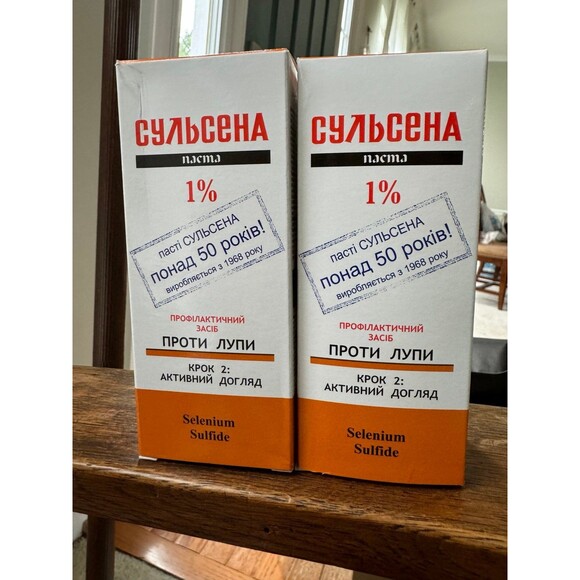 СУЛЬСЕНА
паста
1%
пасті СУЛЬСЕНА
понад 50 років!
виробляється з 1968 року
ПРОФІЛАКТИЧНИЙ
ЗАСІБ
ПРОТИ ЛУПИ
КРОК 2:
АКТИВНИЙ ДОГЛЯД
Selenium
Sulfide
СУЛЬСЕНА
паста
1%
пасті СУЛЬСЕНА
понад 50 років!
виробляється з 1968 року
ПРОФІЛАКТИЧНИЙ
ЗАСІБ
ПРОТИ ЛУПИ
КРОК 2:
АКТИВНИЙ ДОГЛЯД
Selenium
Sulfide